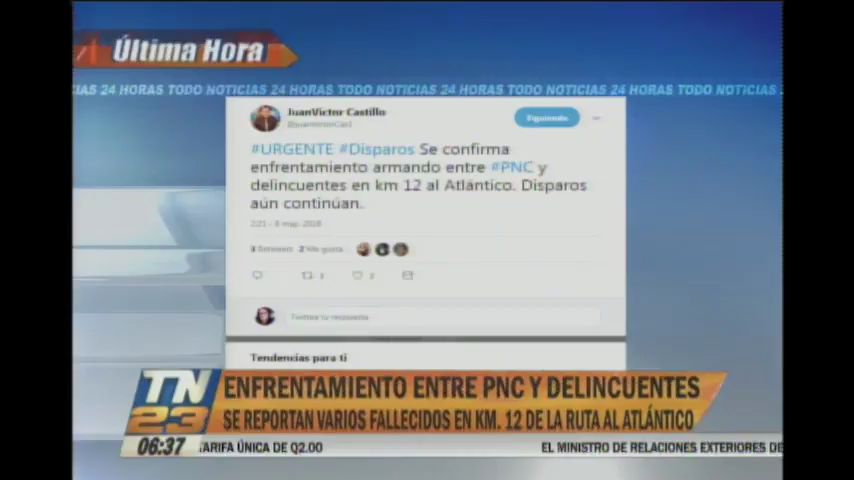 Última Hora
24 HORAS TODO NOTICIAS 24 HORAS TODO NOTICIAS 24 HORAS TODO NOTICIAS 24 HORAS TODO NOTICIAS
JuanVictor Castillo
Siguiendo
#URGENTE #Disparos Se confirma
enfrentamiento armando entre #PNC y
delincuentes en km 12 al Atlántico. Disparos
aún continúan.
Tendencias para ti
TN
23
ENFRENTAMIENTO ENTRE PNC Y DELINCUENTES
SE REPORTAN VARIOS FALLECIDOS EN KM. 12 DE LA RUTA AL ATLÁNTICO
06:37
TARIFA ÚNICA DE Q2.00 EL MINISTRO DE RELACIONES EXTERIORES DE